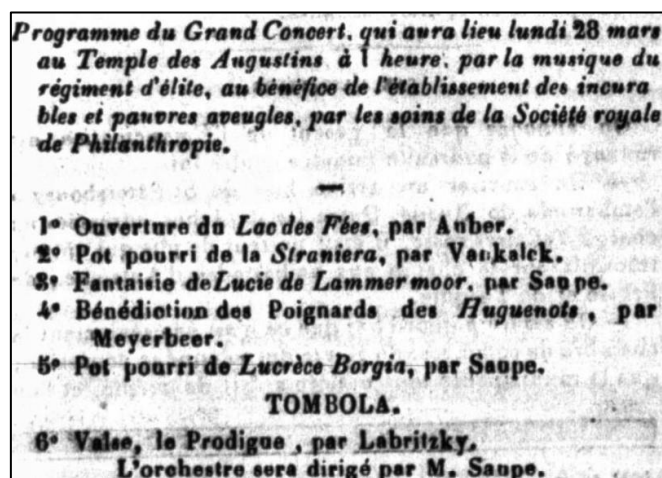 Programme du Grand Concert, qui aura lieu lundi 28 mars
au Temple des Augustins à 1 heure, par la musique du
régiment d'élite, au bénéfice de l'établissement des incura
bles et pauvres aveugles, par les soins de la Société royale
de Philanthropie.
1° Ouverture du Lac des Fées, par Auber.
2° Pot pourri de la Straniera, par Vankalck.
3° Fantaisie de Lucie de Lammermoor, par Saupe.
4° Bénédiction des Poignards des Huguenots, par
Meyerbeer.
5° Pot pourri de Lucrèce Borgia, par Saupe.
TOMBOLA.
6° Valse, le Prodigue, par Labritzky.
L'orchestre sera dirigé par M. Saupe.